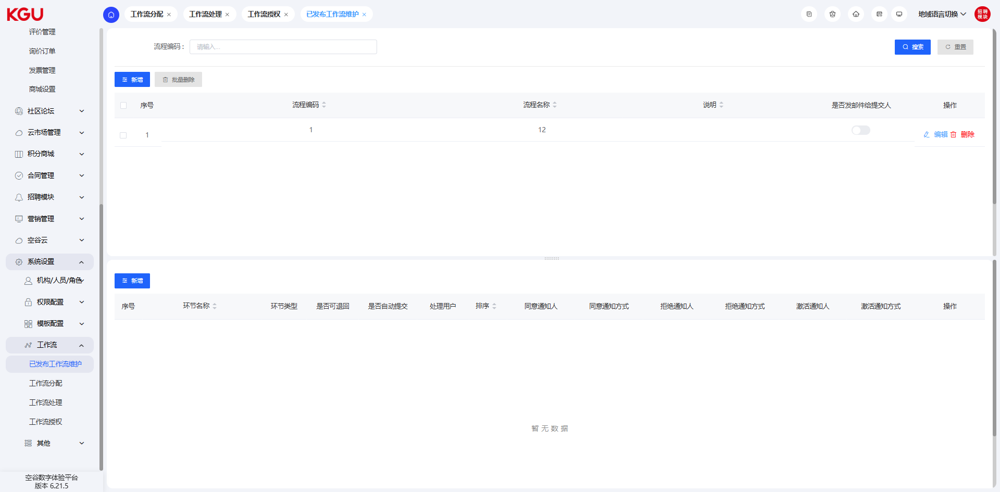 KGU
工作流分配
工作流处理
工作流授权
已发布工作流维护
地域语言切换
招聘
模块
评价管理
询价订单
发票管理
商城设置
社区论坛
云市场管理
积分商城
合同管理
招聘模块
营销管理
空谷云
系统设置
机构/人员/角色
权限配置
模板配置
工作流
已发布工作流维护
工作流分配
工作流处理
工作流授权
其他
空谷数字体验平台
版本 6.21.5
流程编码 :
请输入...
搜索
重置
新增
批量删除
序号 流程编码 流程名称 说明 是否发邮件给提交人 操作
1 1 12 编辑 删除
新增
序号 环节名称 环节类型 是否可退回 是否自动提交 处理用户 排序 同意通知人 同意通知方式 拒绝通知人 拒绝通知方式 激活通知人 激活通知方式 操作
暂无数据